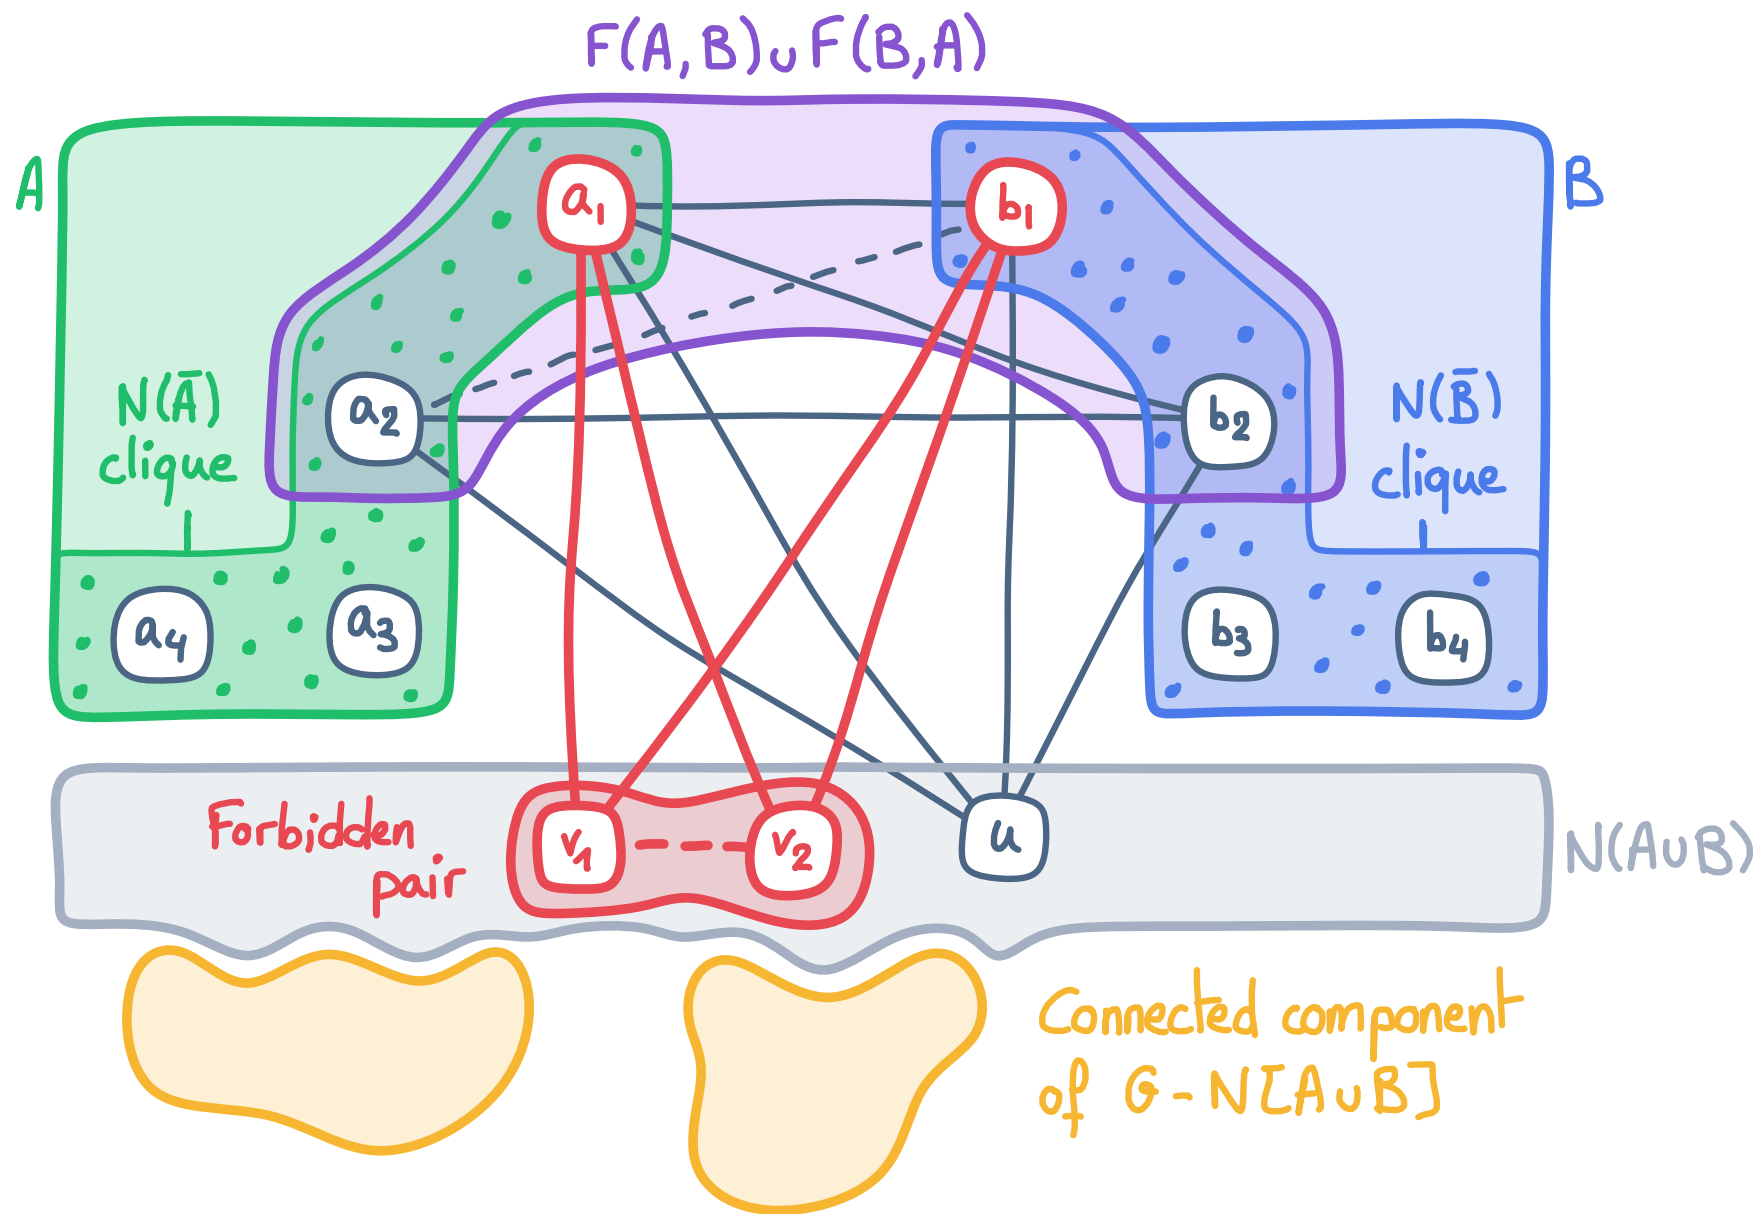 F(A,B)∪F(B,A)
A
B
a₁
b₁
N(A̅)
clique
a₂
b₂
N(B̅)
clique
a₄
a₃
b₃
b₄
Forbidden
pair
v₁
v₂
u
N(A∪B)
Connected component
of G-N[A∪B]